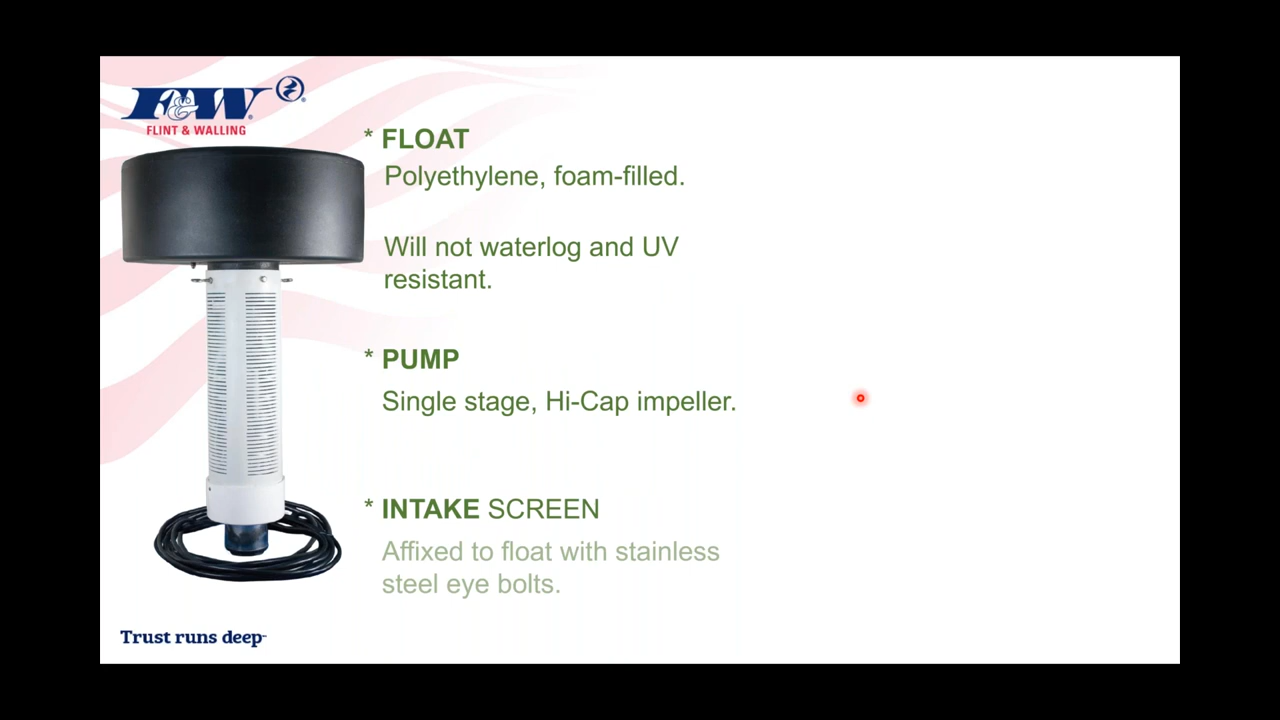 F&W®
FLINT & WALLING
* FLOAT
Polyethylene, foam-filled.
Will not waterlog and UV
resistant.
* PUMP
Single stage, Hi-Cap impeller.
* INTAKE SCREEN
Affixed to float with stainless
steel eye bolts.
Trust runs deep™